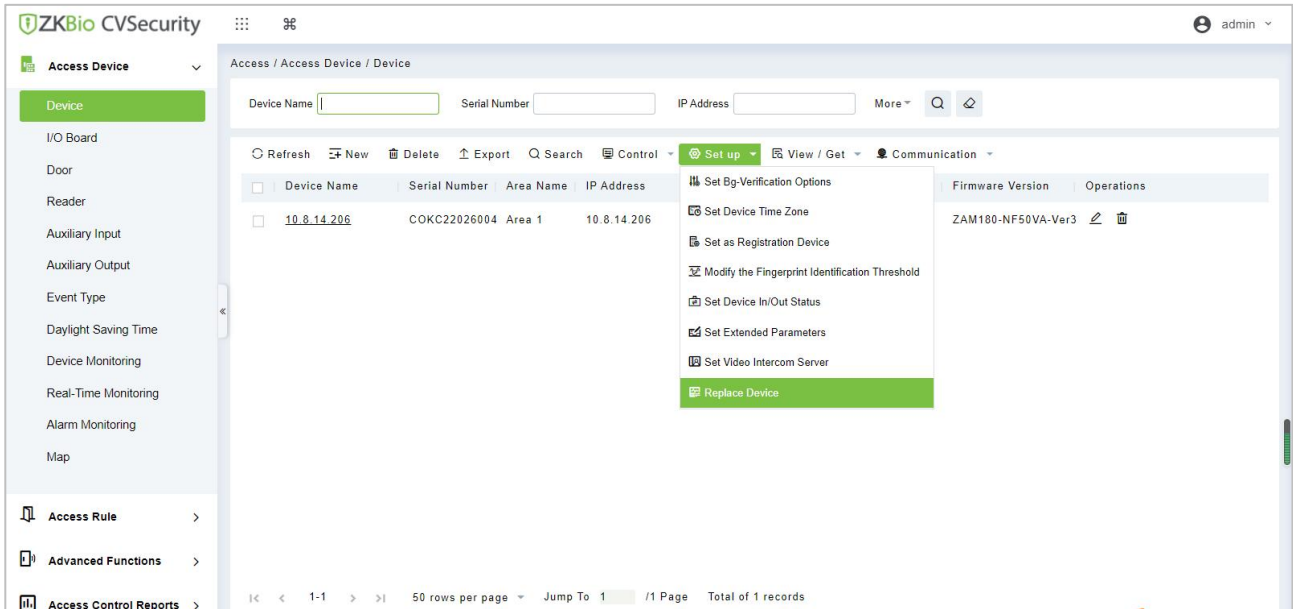 ZKBio CVSecurity
admin
Access Device
Access / Access Device / Device
Device
Device Name Serial Number IP Address More
I/O Board
Door
Refresh New Delete Export Search Control Set up View / Get Communication
Device Name Serial Number Area Name IP Address Firmware Version Operations
10.8.14.206 COKC22026004 Area 1 10.8.14.206 ZAM180-NF50VA-Ver3
Set Bg-Verification Options
Set Device Time Zone
Set as Registration Device
Modify the Fingerprint Identification Threshold
Set Device In/Out Status
Set Extended Parameters
Set Video Intercom Server
Replace Device
Reader
Auxiliary Input
Auxiliary Output
Event Type
Daylight Saving Time
Device Monitoring
Real-Time Monitoring
Alarm Monitoring
Map
Access Rule
Advanced Functions
Access Control Reports
1-1 50 rows per page Jump To 1 /1 Page Total of 1 records